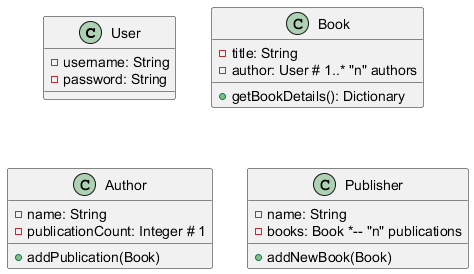 C User
username: String
password: String
C Book
title: String
author: User # 1..* "n" authors
getBookDetails(): Dictionary
C Author
name: String
publicationCount: Integer # 1
addPublication(Book)
C Publisher
name: String
books: Book *-- "n" publications
addNewBook(Book)